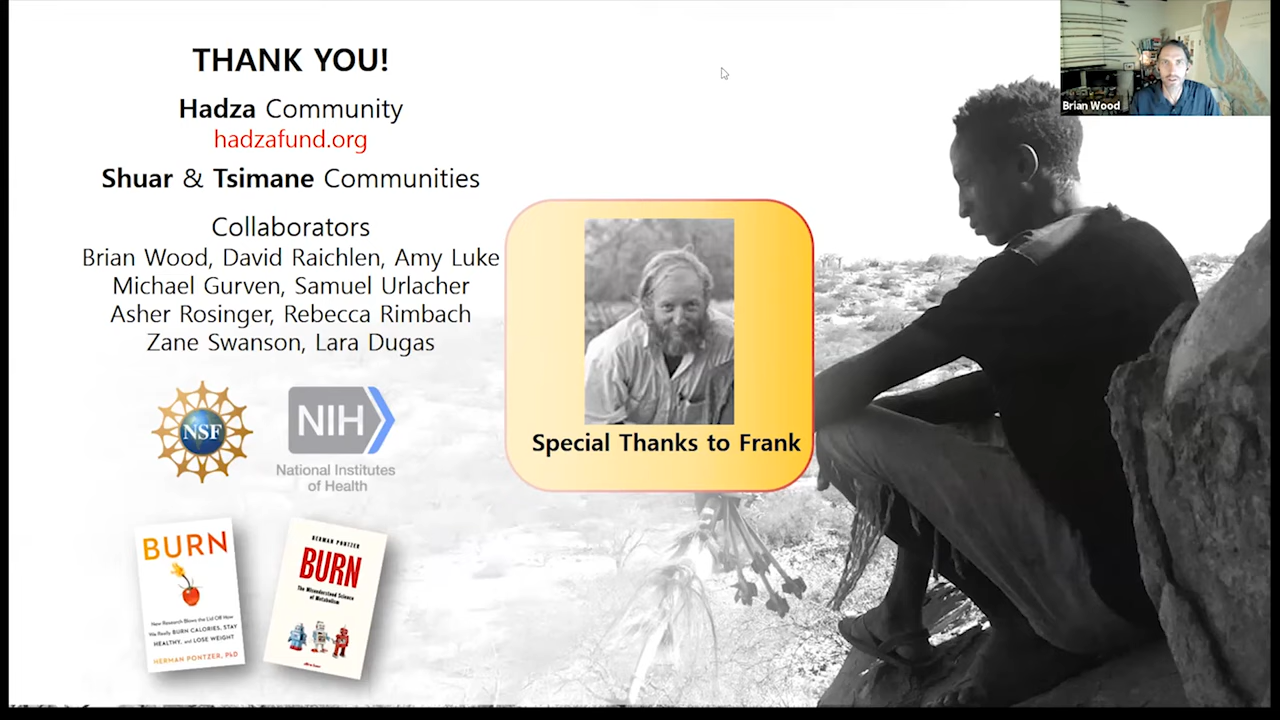 THANK YOU!
Hadza Community
hadzafund.org
Shuar & Tsimane Communities
Collaborators
Brian Wood, David Raichlen, Amy Luke
Michael Gurven, Samuel Urlacher
Asher Rosinger, Rebecca Rimbach
Zane Swanson, Lara Dugas
NSF
NIH
National Institutes
of Health
BURN
New Research Blows the Lid Off How
We Really BURN CALORIES, STAY
HEALTHY, and LOSE WEIGHT
HERMAN PONTZER, PhD
HERMAN PONTZER
BURN
The Misunderstood Science
of Metabolism
Special Thanks to Frank
Brian Wood